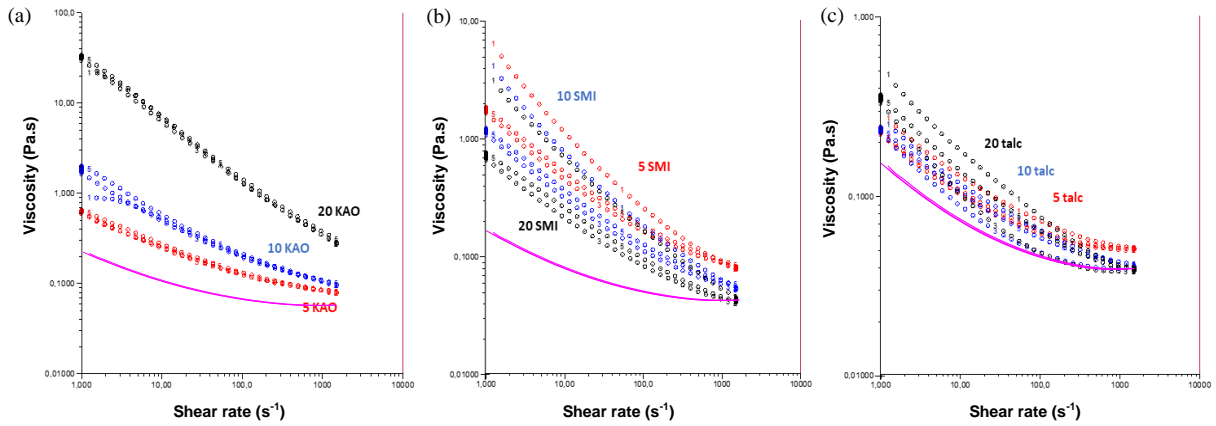 (a)
100,0
10,00
1,000
0,1000
0,01000
1,000
10,00
100,0
1000
10000
Viscosity (Pa.s)
Shear rate (s-1)
20 KAO
10 KAO
5 KAO
(b)
10,00
1,000
0,1000
0,01000
1,000
10,00
100,0
1000
10000
Viscosity (Pa.s)
Shear rate (s-1)
10 SMI
5 SMI
20 SMI
(c)
1,000
0,1000
0,01000
1,000
10,00
100,0
1000
10000
Viscosity (Pa.s)
Shear rate (s-1)
20 talc
10 talc
5 talc